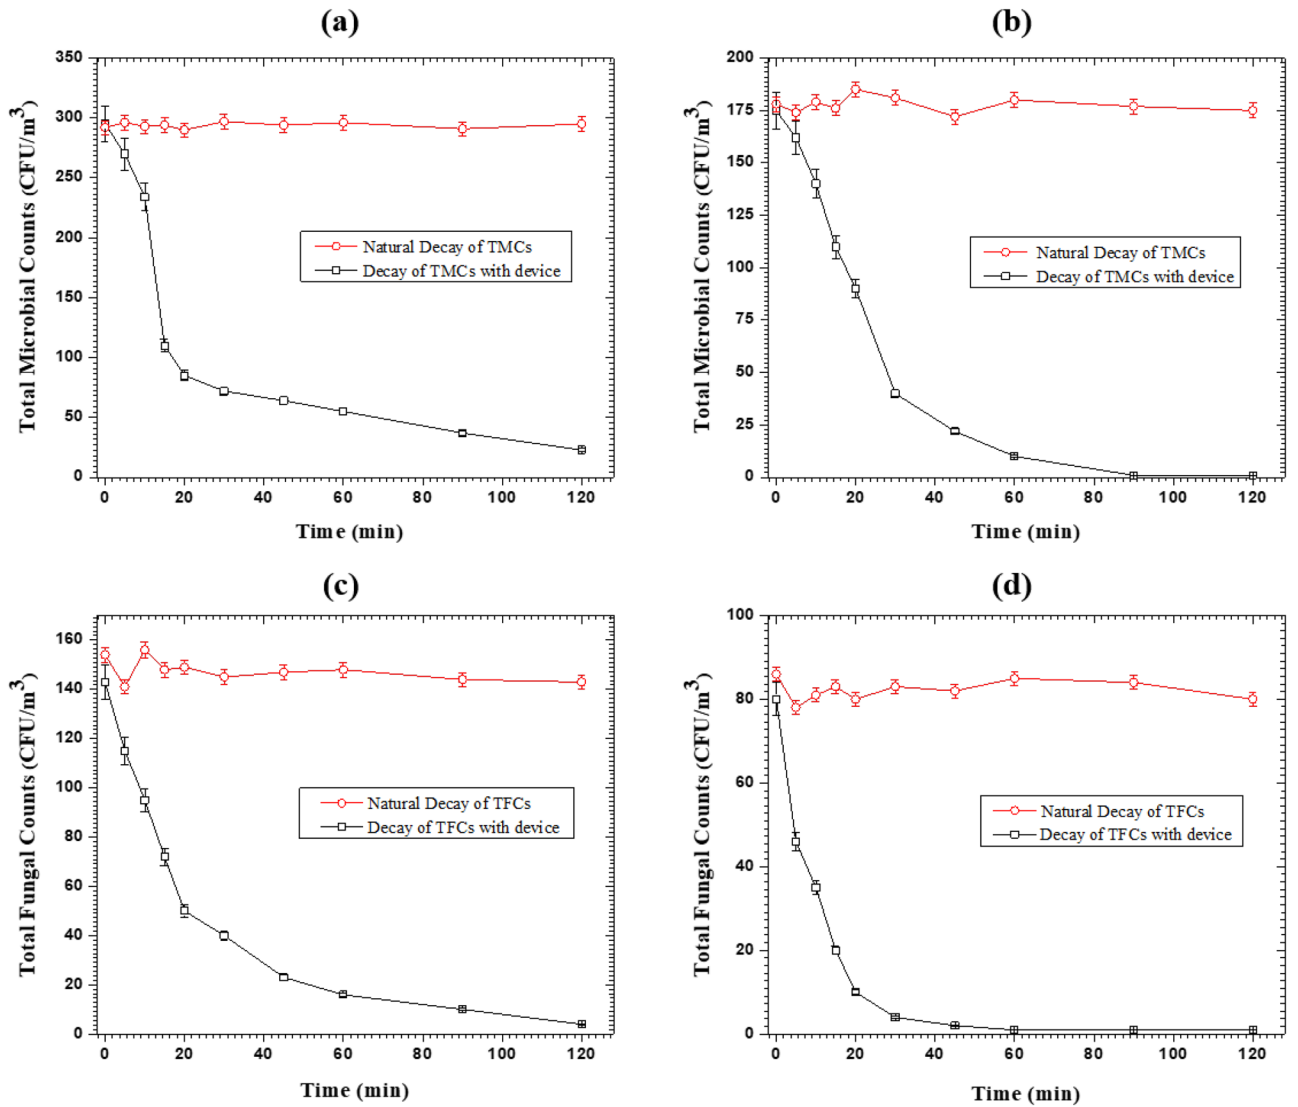 (a)
Total Microbial Counts (CFU/m³)
350
300
250
200
150
100
50
0
Natural Decay of TMCs
Decay of TMCs with device
0 20 40 60 80 100 120
Time (min)
(b)
Total Microbial Counts (CFU/m³)
200
175
150
125
100
75
50
25
0
Natural Decay of TMCs
Decay of TMCs with device
0 20 40 60 80 100 120
Time (min)
(c)
Total Fungal Counts (CFU/m³)
160
140
120
100
80
60
40
20
0
Natural Decay of TFCs
Decay of TFCs with device
0 20 40 60 80 100 120
Time (min)
(d)
Total Fungal Counts (CFU/m³)
100
80
60
40
20
0
Natural Decay of TFCs
Decay of TFCs with device
0 20 40 60 80 100 120
Time (min)